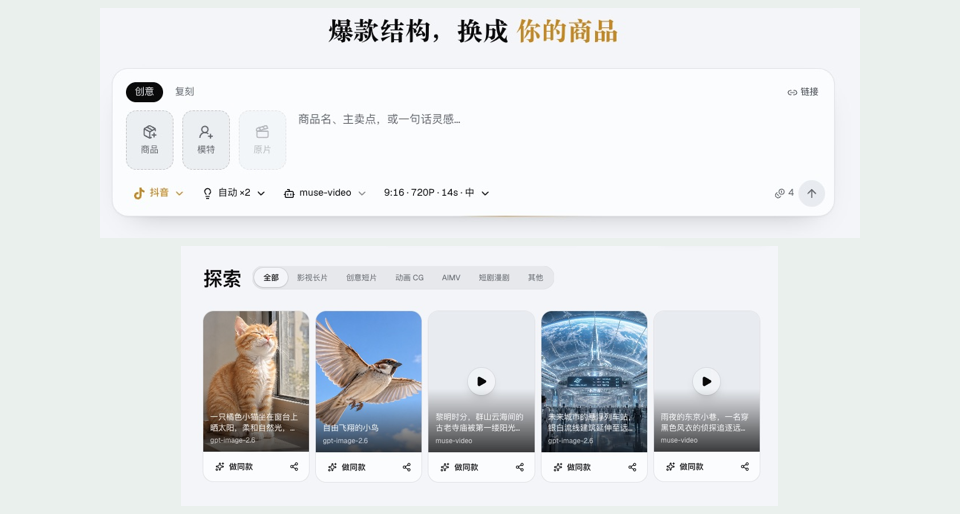 爆款结构，换成 你的商品
创意 复刻 链接
商品名、主卖点，或一句话灵感…
商品 模特 原片
抖音 自动 ×2 muse-video 9:16 · 720P · 14s · 中 4
探索 全部 影视长片 创意短片 动画 CG AIMV 短剧漫剧 其他
一只橘色小猫坐在窗台上
晒太阳，柔和自然光，…
gpt-image-2.6
做同款
自由飞翔的小鸟
gpt-image-2.6
做同款
黎明时分，群山云海间的
古老寺庙被第一缕阳光…
muse-video
做同款
未来城市的悬浮列车站，
银白流线建筑延伸至远…
gpt-image-2.6
做同款
雨夜的东京小巷，一名穿
黑色风衣的侦探追逐远…
muse-video
做同款